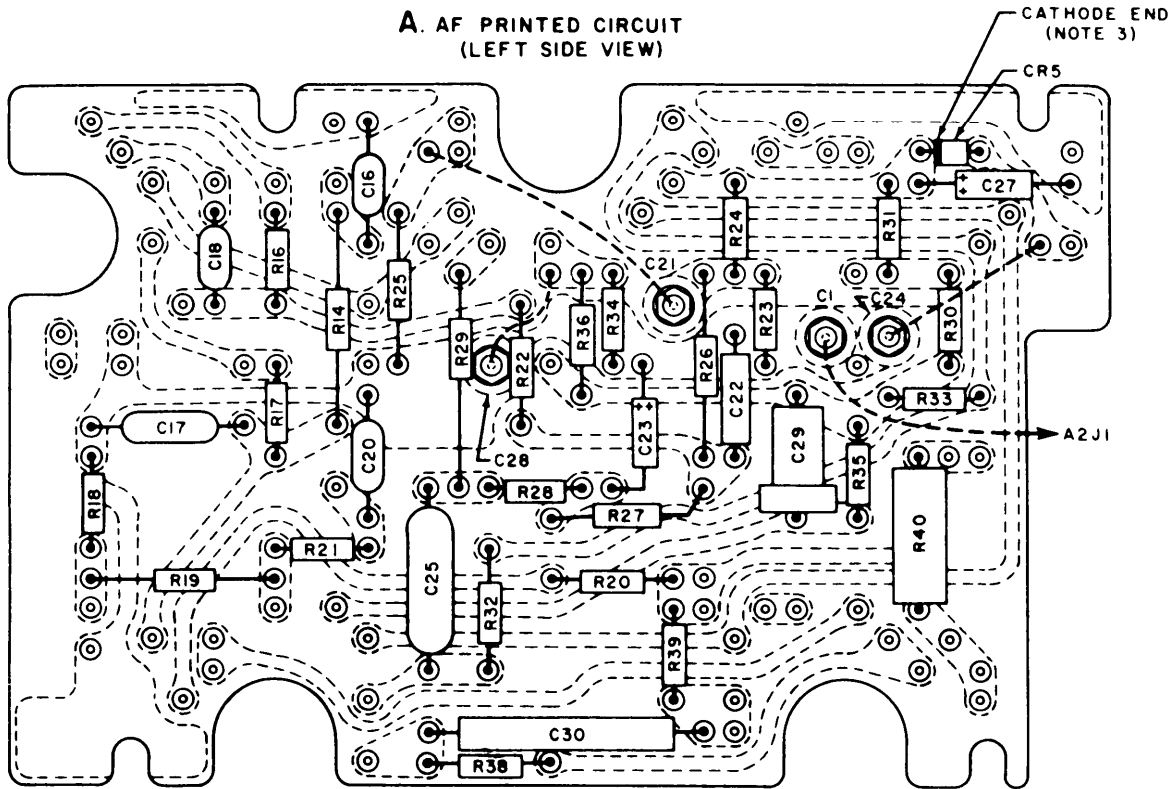 A. AF PRINTED CIRCUIT
(LEFT SIDE VIEW)
CATHODE END
(NOTE 3)
CR5
C16
C27
++
R24
R31
C18
R16
R25
C21
R14
R29
R36
R34
R23
C1
C24
R30
R22
R26
C22
R17
R33
C17
C20
C28
++
C23
C29
R35
A2J1
R18
R28
R27
R40
R21
C25
R19
R20
R32
R39
C30
R38